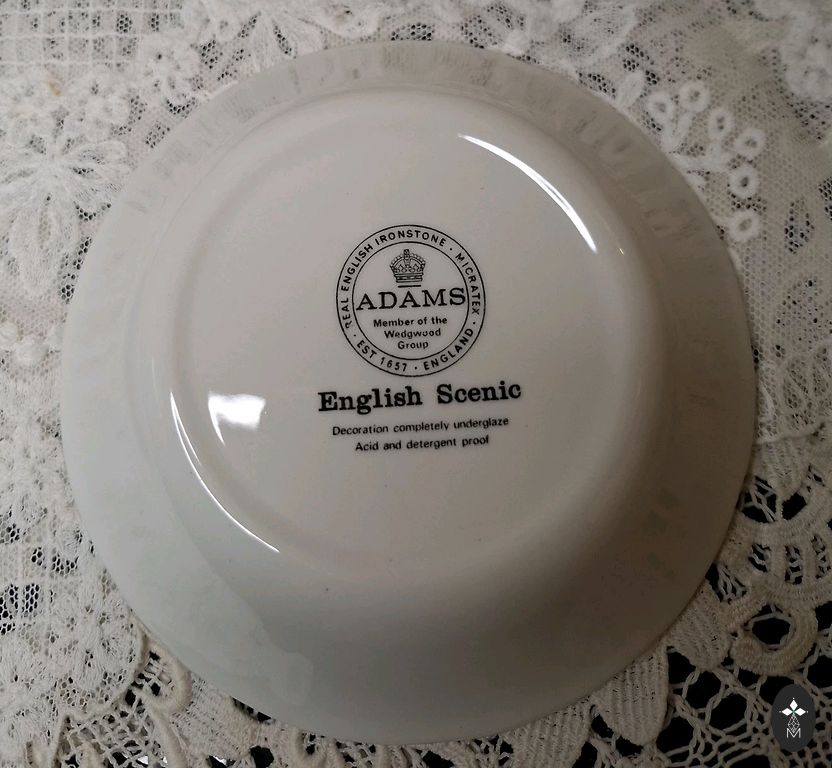 REAL ENGLISH IRONSTONE · MICRATEX
ADAMS
Member of the
Wedgwood
Group
· EST 1657 · ENGLAND ·
English Scenic
Decoration completely underglaze
Acid and detergent proof
M